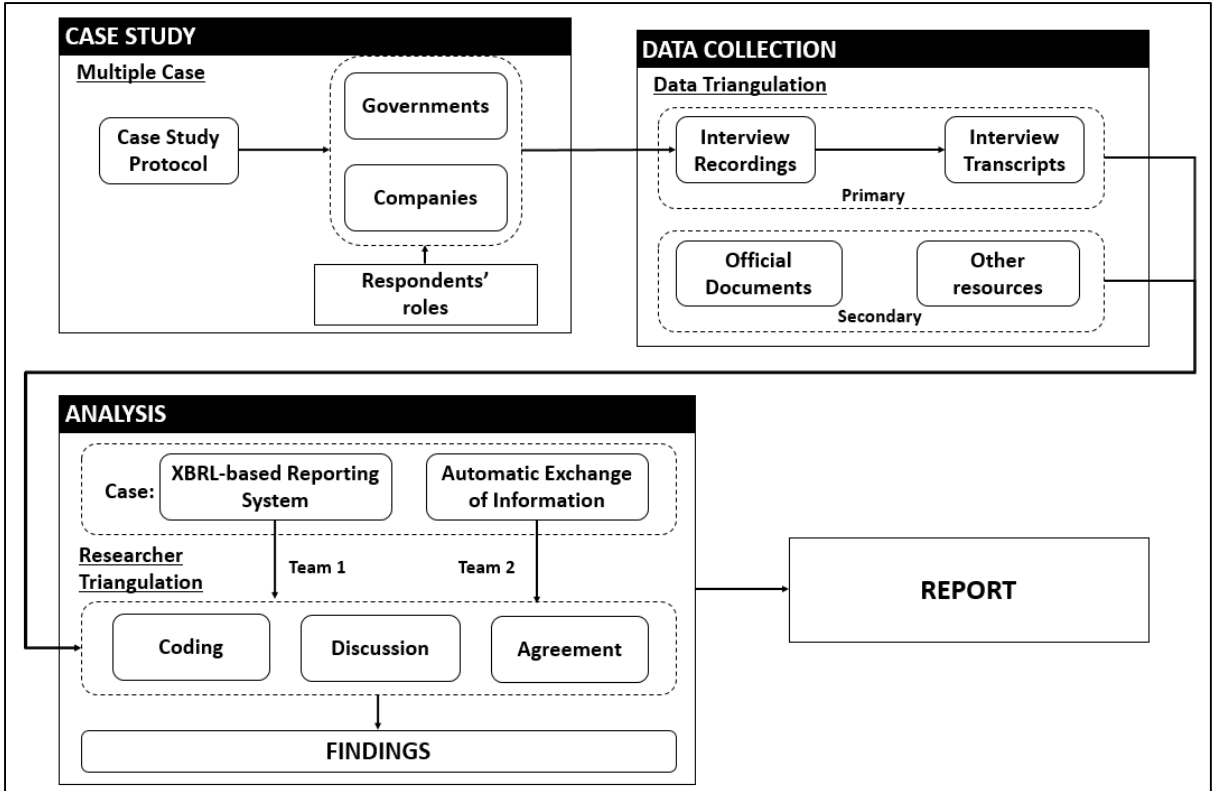 CASE STUDY
Multiple Case
Case Study
Protocol
Governments
Companies
Respondents’
roles
DATA COLLECTION
Data Triangulation
Interview
Recordings
Interview
Transcripts
Primary
Official
Documents
Other
resources
Secondary
ANALYSIS
Case:
XBRL-based Reporting
System
Automatic Exchange
of Information
Researcher
Triangulation
Team 1
Team 2
Coding
Discussion
Agreement
FINDINGS
REPORT